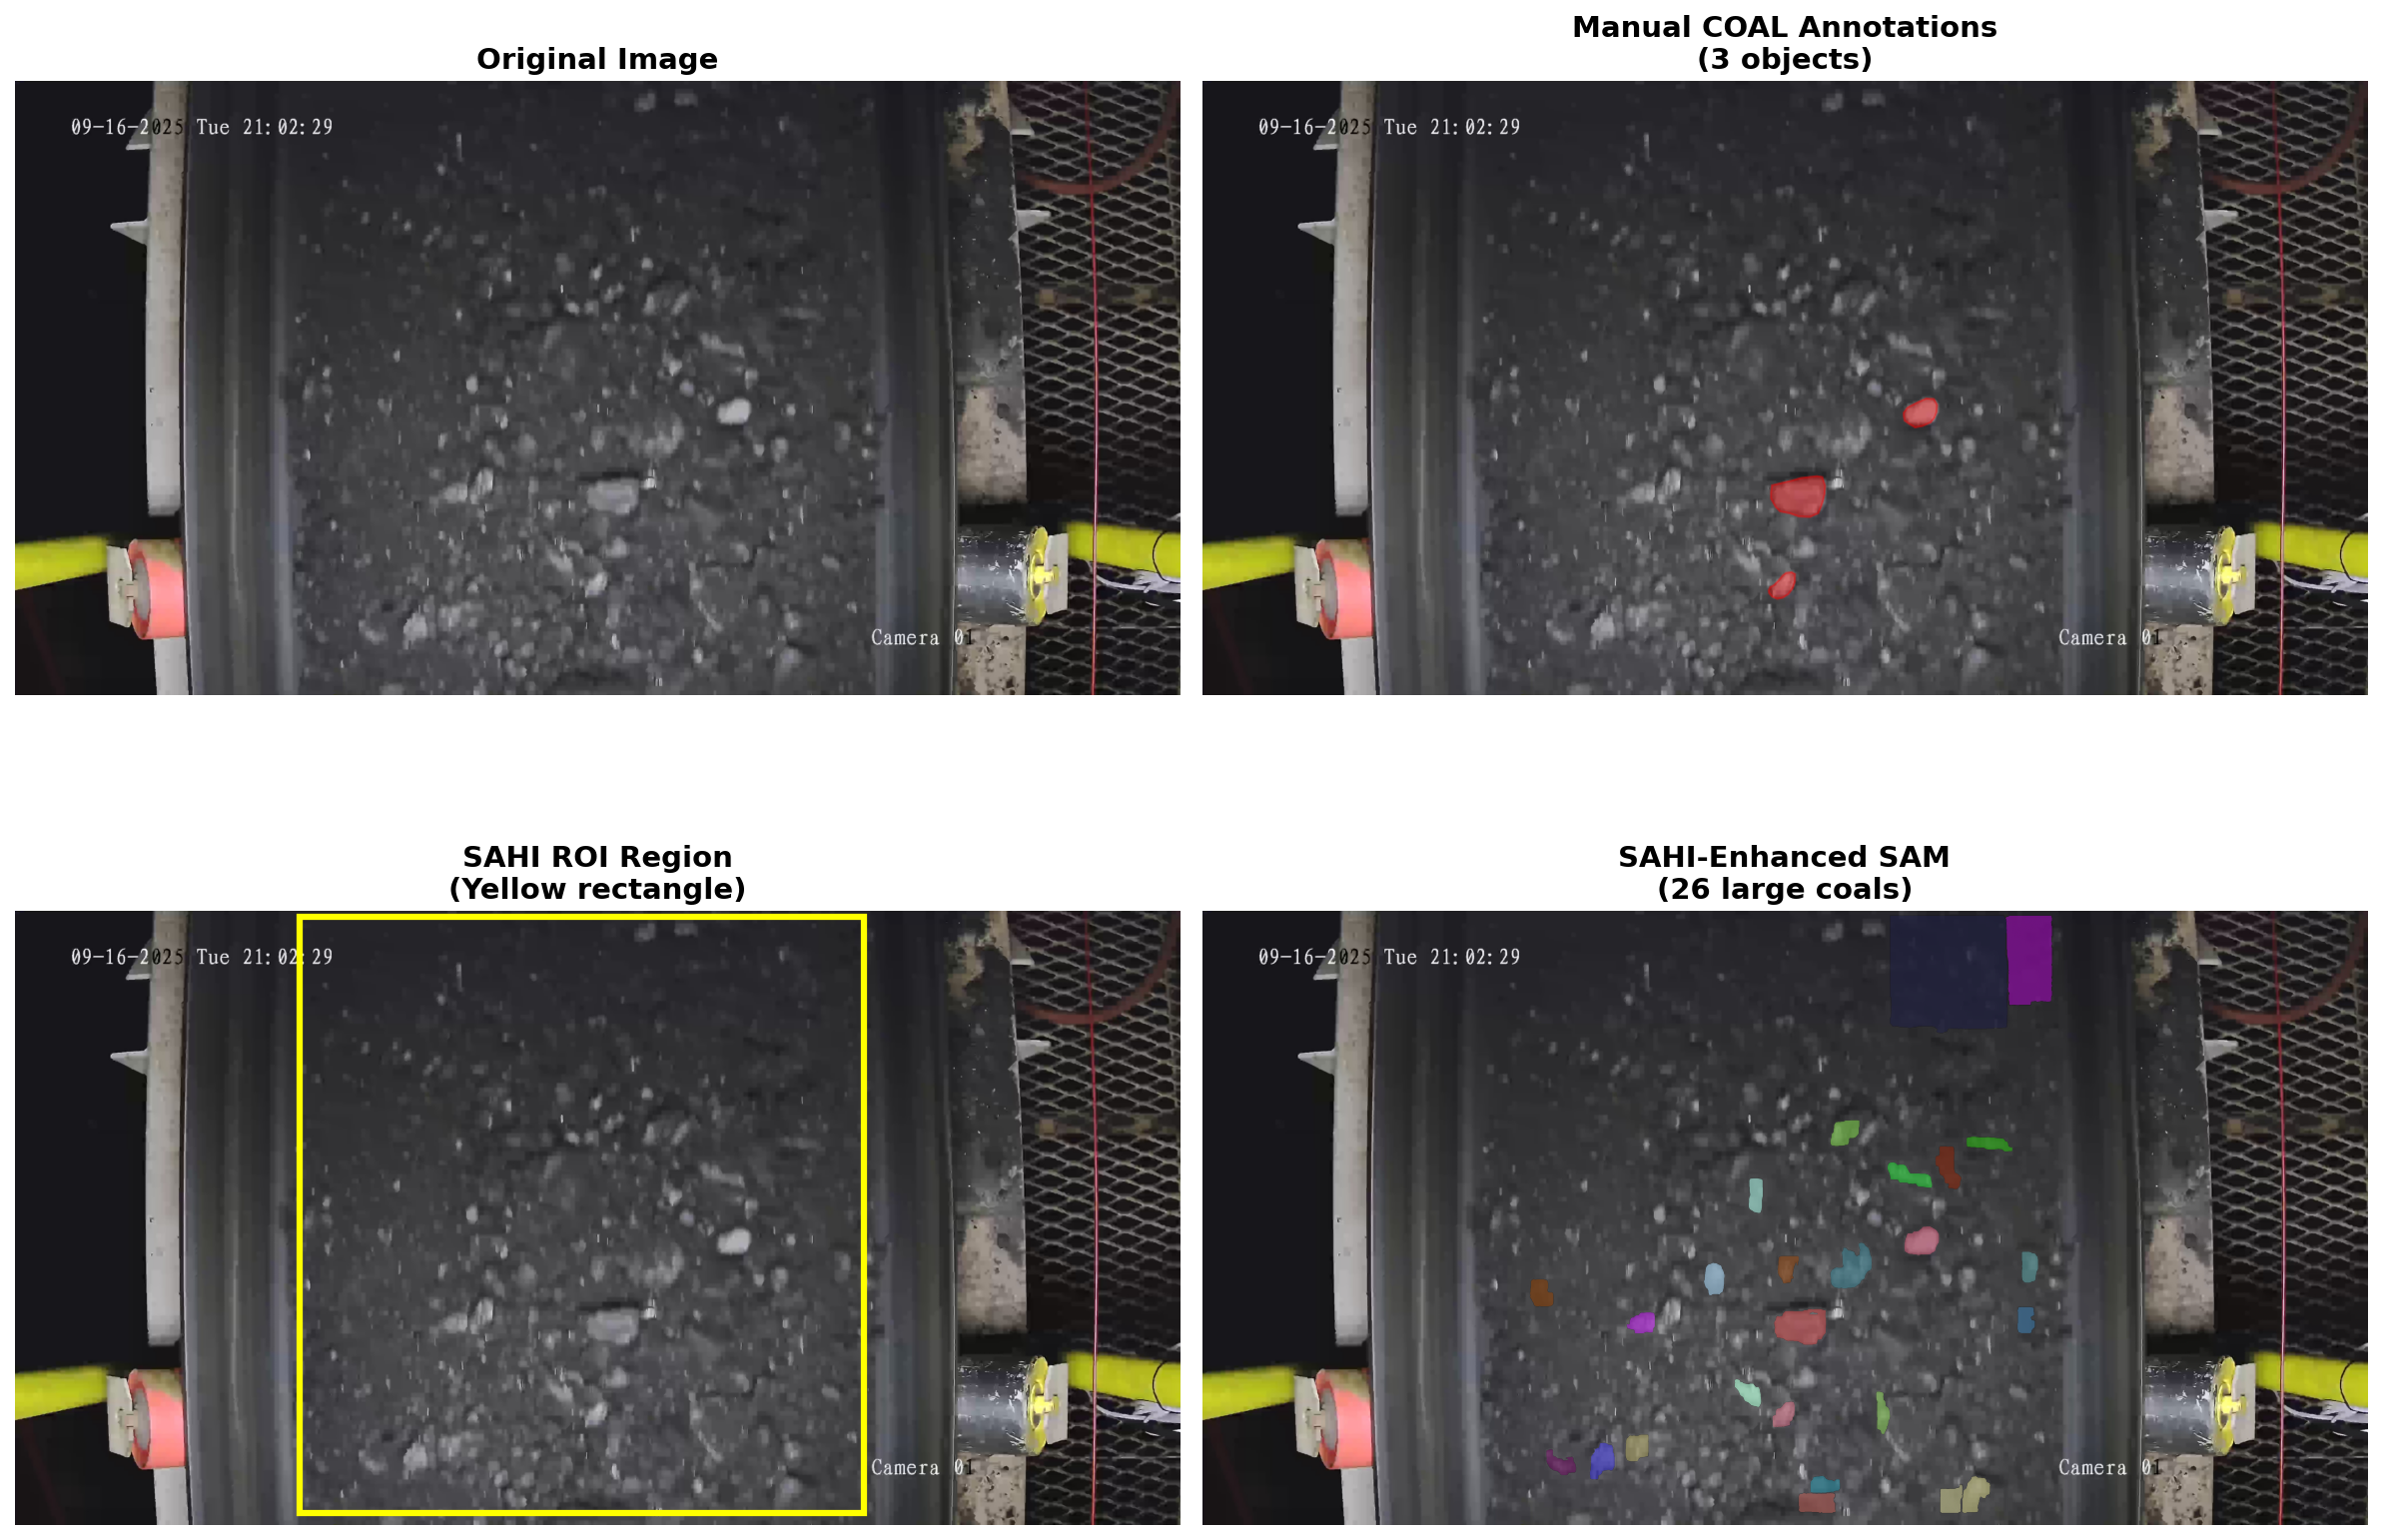 Original Image
09-16-2025 Tue 21:02:29
Camera 01
Manual COAL Annotations
(3 objects)
09-16-2025 Tue 21:02:29
Camera 01
SAHI ROI Region
(Yellow rectangle)
09-16-2025 Tue 21:02:29
Camera 01
SAHI-Enhanced SAM
(26 large coals)
09-16-2025 Tue 21:02:29
Camera 01